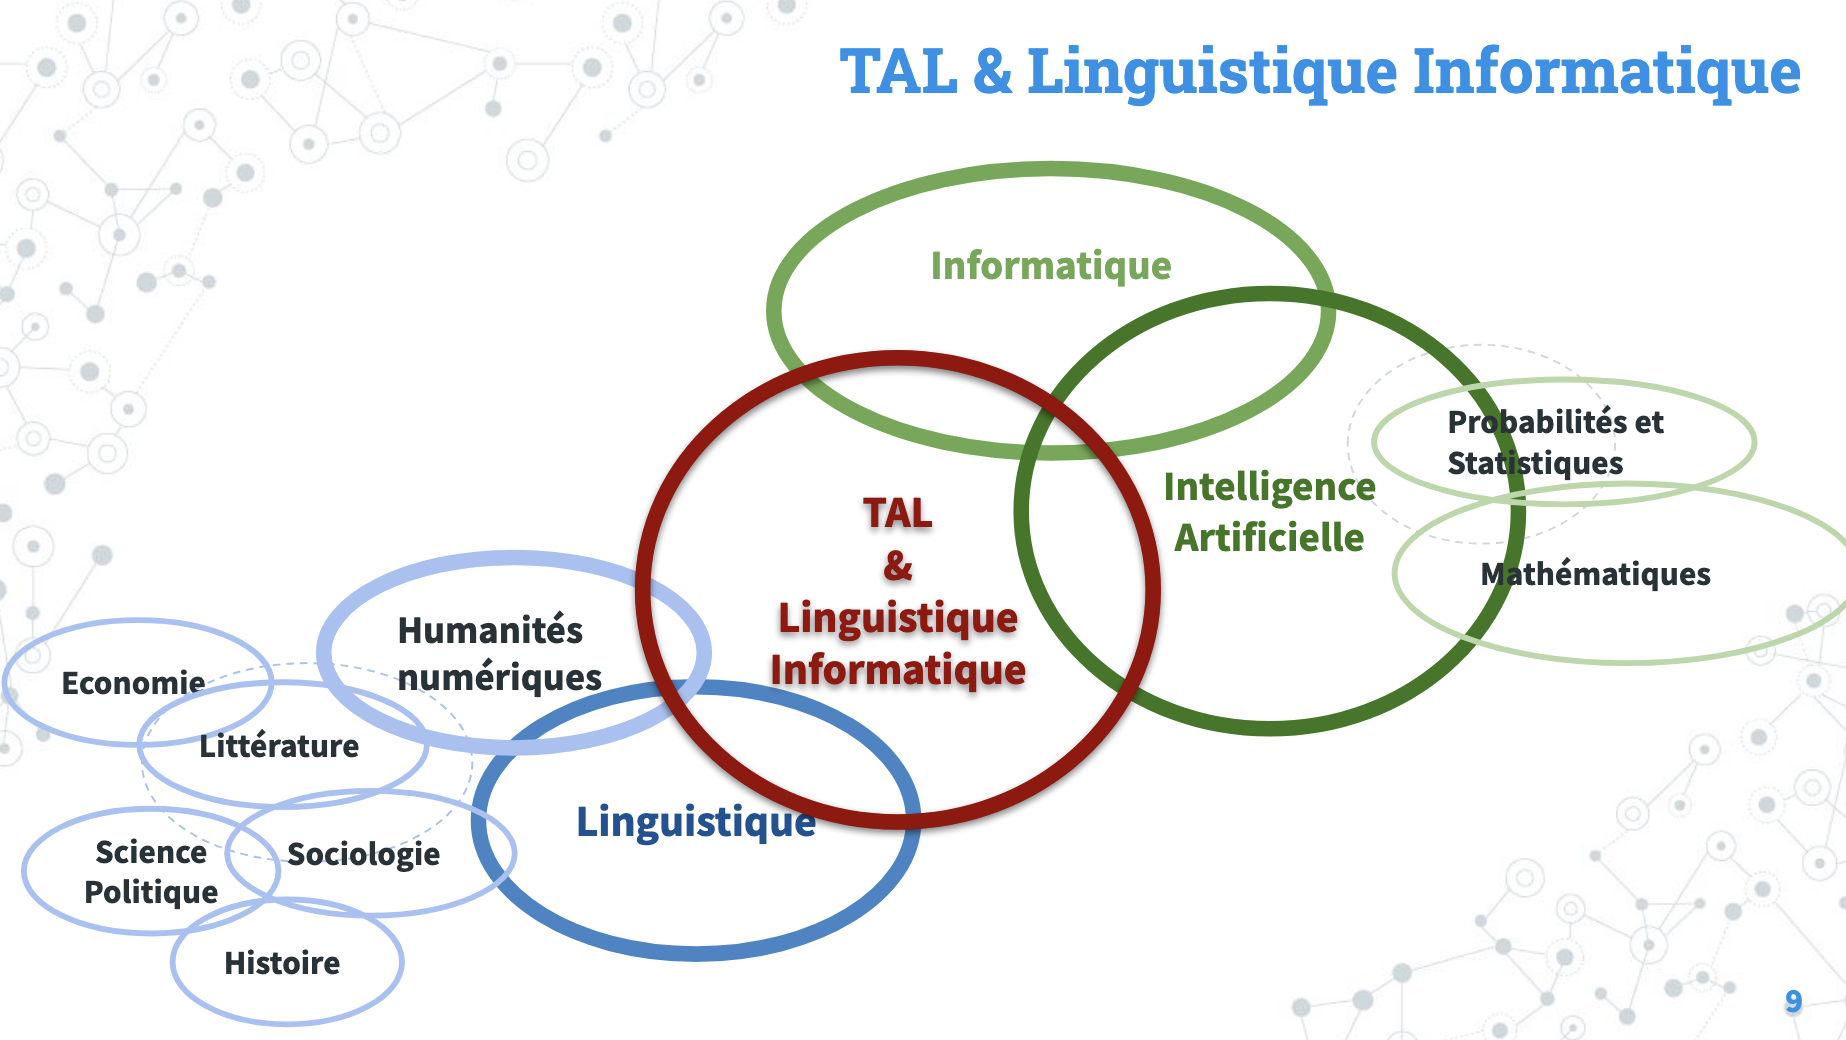 TAL & Linguistique Informatique
Informatique
Probabilités et
Statistiques
Intelligence
Artificielle
TAL
&
Linguistique
Informatique
Mathématiques
Humanités
numériques
Economie
Littérature
Linguistique
Science
Politique
Sociologie
Histoire
9